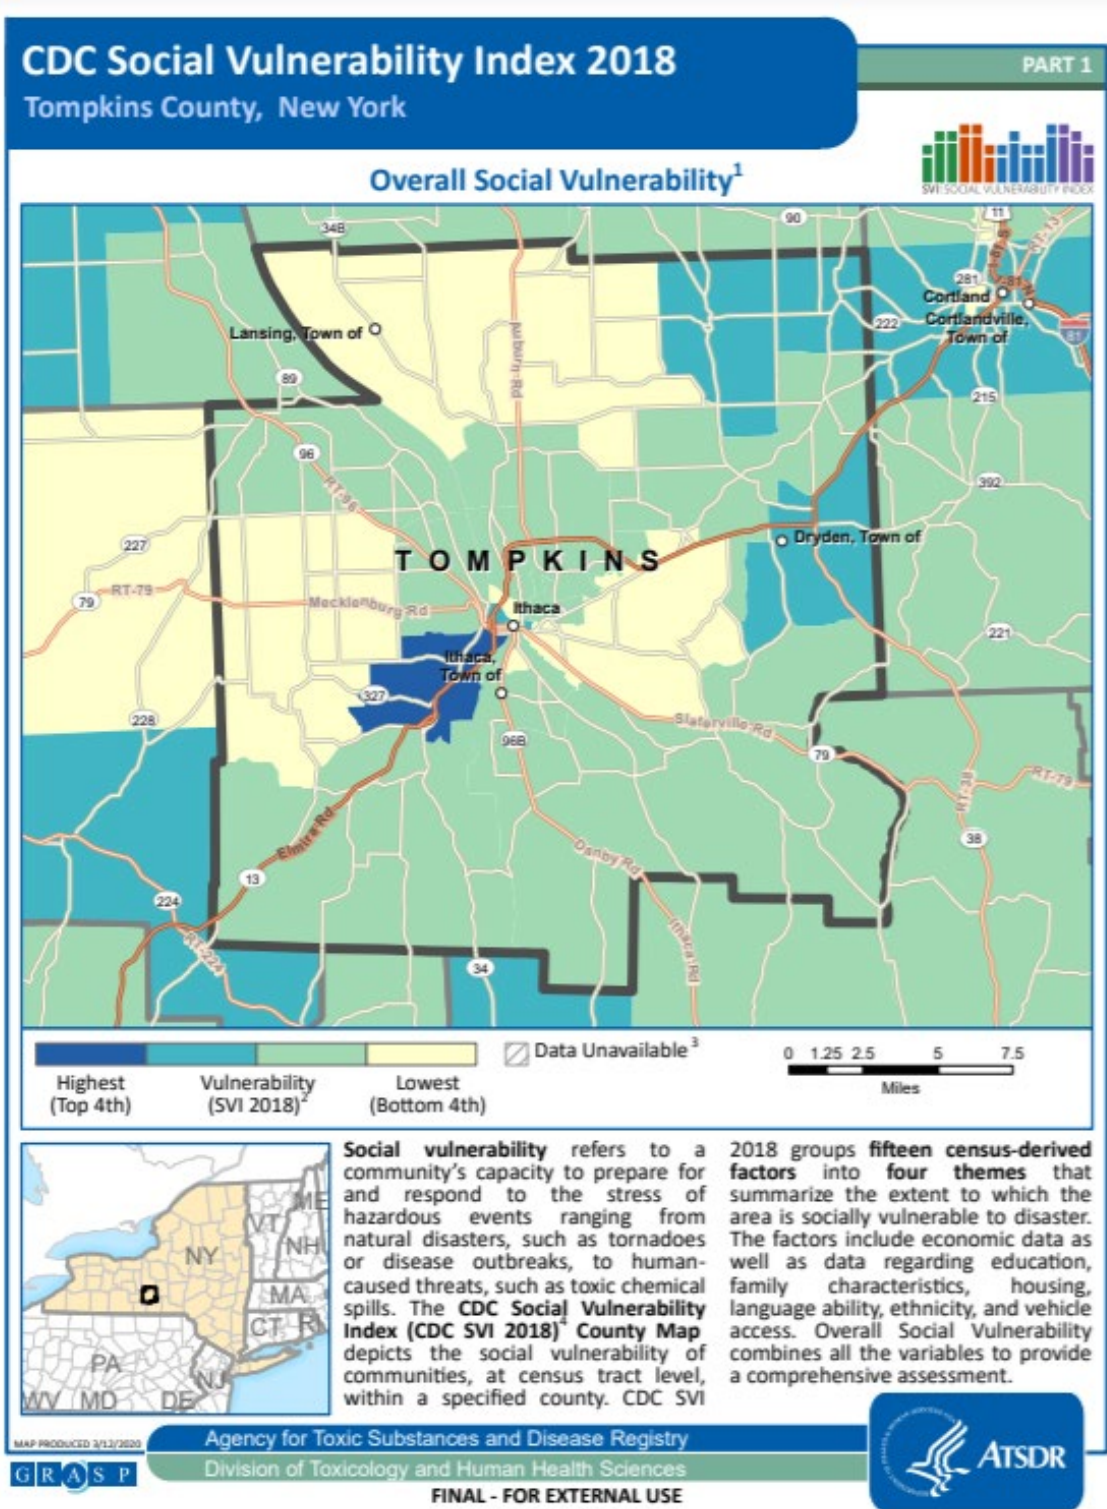 CDC Social Vulnerability Index 2018
Tompkins County, New York
PART 1
SVI:SOCIAL VULNERABILITY INDEX
Overall Social Vulnerability1
34B
90
11
I-81-S
RT-13
281
I-81-N
Cortland
Cortlandville,
Town of
81
222
Lansing, Town of
Auburn-Rd
89
215
96
RT-96
392
227
TOMPKINS
Dryden, Town of
79
RT-79
Mecklenburg Rd
Ithaca
221
Ithaca,
Town of
327
228
96B
Slaterville Rd
79
RT-38
RT-79
Elmira Rd
Danby Rd
38
13
224
RT-224
34
Ithaca Rd
Data Unavailable3
0 1.25 2.5 5 7.5
Miles
Highest
(Top 4th)
Vulnerability
(SVI 2018)2
Lowest
(Bottom 4th)
ME
VT
NH
NY
MA
CT
RI
PA
NJ
WV
MD
DE
Social vulnerability refers to a
community's capacity to prepare for
and respond to the stress of
hazardous events ranging from
natural disasters, such as tornadoes
or disease outbreaks, to human-
caused threats, such as toxic chemical
spills. The CDC Social Vulnerability
Index (CDC SVI 2018)4 County Map
depicts the social vulnerability of
communities, at census tract level,
within a specified county. CDC SVI
2018 groups fifteen census-derived
factors into four themes that
summarize the extent to which the
area is socially vulnerable to disaster.
The factors include economic data as
well as data regarding education,
family characteristics, housing,
language ability, ethnicity, and vehicle
access. Overall Social Vulnerability
combines all the variables to provide
a comprehensive assessment.
MAP PRODUCED 3/12/2020
GRASP
Agency for Toxic Substances and Disease Registry
Division of Toxicology and Human Health Sciences
ATSDR
FINAL - FOR EXTERNAL USE